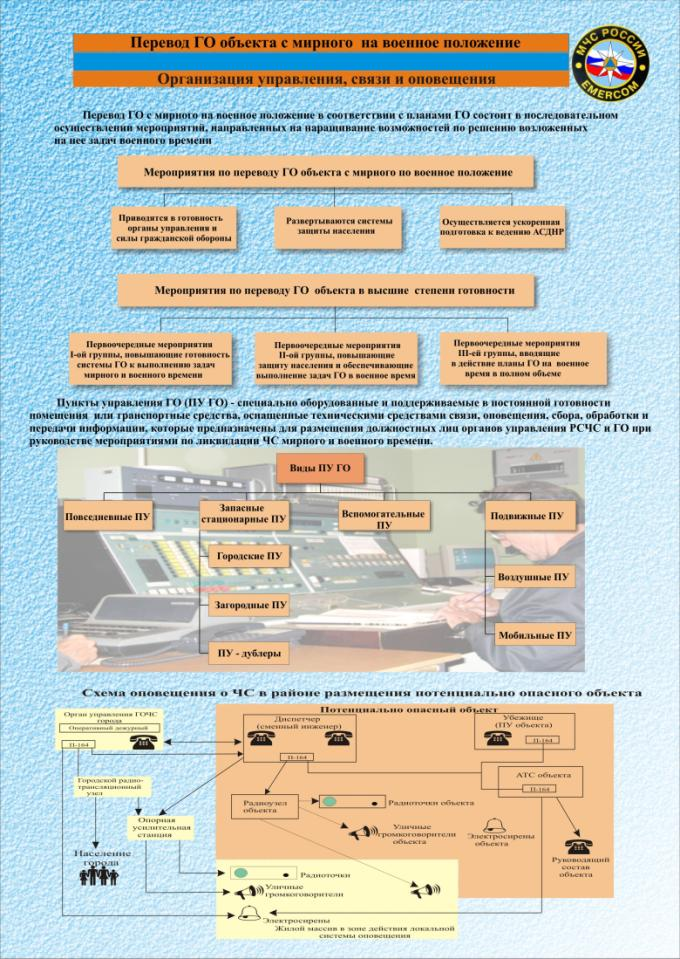 Перевод ГО объекта с мирного на военное положение
МЧС РОССИИ
EMERCOM
Организация управления, связи и оповещения
Перевод ГО с мирного на военное положение в соответствии с планами ГО состоит в последовательном
осуществлении мероприятий, направленных на наращивание возможностей по решению возложенных
на нее задач военного времени
Мероприятия по переводу ГО объекта с мирного по военное положение
Приводятся в готовность
органы управления и
силы гражданской обороны
Развертываются системы
защиты населения
Осуществляется ускоренная
подготовка к ведению АСДНР
Мероприятия по переводу ГО объекта в высшие степени готовности
Первоочередные мероприятия
I-ой группы, повышающие готовность
системы ГО к выполнению задач
мирного и военного времени
Первоочередные мероприятия
II-ой группы, повышающие
защиту населения и обеспечивающие
выполнение задач ГО в военное время
Первоочередные мероприятия
III-ей группы, вводящие
в действие планы ГО на военное
время в полном объеме
Пункты управления ГО (ПУ ГО) - специально оборудованные и поддерживаемые в постоянной готовности
помещения или транспортные средства, оснащенные техническими средствами связи, оповещения, сбора, обработки и
передачи информации, которые предназначены для размещения должностных лиц органов управления РСЧС и ГО при
руководстве мероприятиями по ликвидации ЧС мирного и военного времени.
Виды ПУ ГО
Повседневные ПУ
Запасные
стационарные ПУ
Вспомогательные
ПУ
Подвижные ПУ
Городские ПУ
Загородные ПУ
ПУ - дублеры
Воздушные ПУ
Мобильные ПУ
Схема оповещения о ЧС в районе размещения потенциально опасного объекта
Потенциально опасный объект
Орган управления ГОЧС
города
Оперативный дежурный
П-164
Диспетчер
(сменный инженер)
П-164
Убежище
(ПУ объекта)
П-164
АТС объекта
П-164
Городской радио-
трансляционный
узел
Опорная
усилительная
станция
Население
города
Радиоузел
объекта
Радиоточки объекта
Уличные
громкоговорители
объекта
Электросирены
объекта
Руководящий
состав
объекта
Радиоточки
Уличные
громкоговорители
Электросирены
Жилой массив в зоне действия локальной
системы оповещения